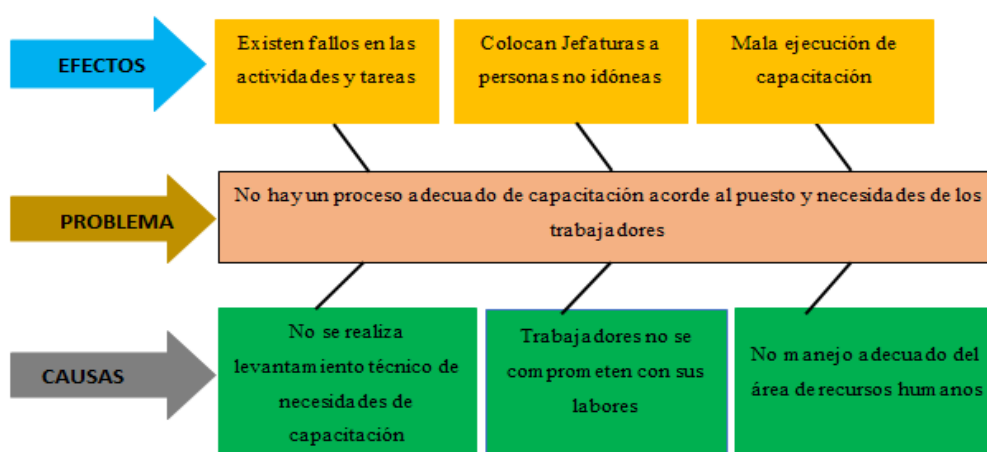 EFECTOS
Existen fallos en las
actividades y tareas
Colocan Jefaturas a
personas no idóneas
Mala ejecución de
capacitación
PROBLEMA
No hay un proceso adecuado de capacitación acorde al puesto y necesidades de los
trabajadores
CAUSAS
No se realiza
levantamiento técnico de
necesidades de
capacitación
Trabajadores no se
comprometen con sus
labores
No manejo adecuado del
área de recursos humanos